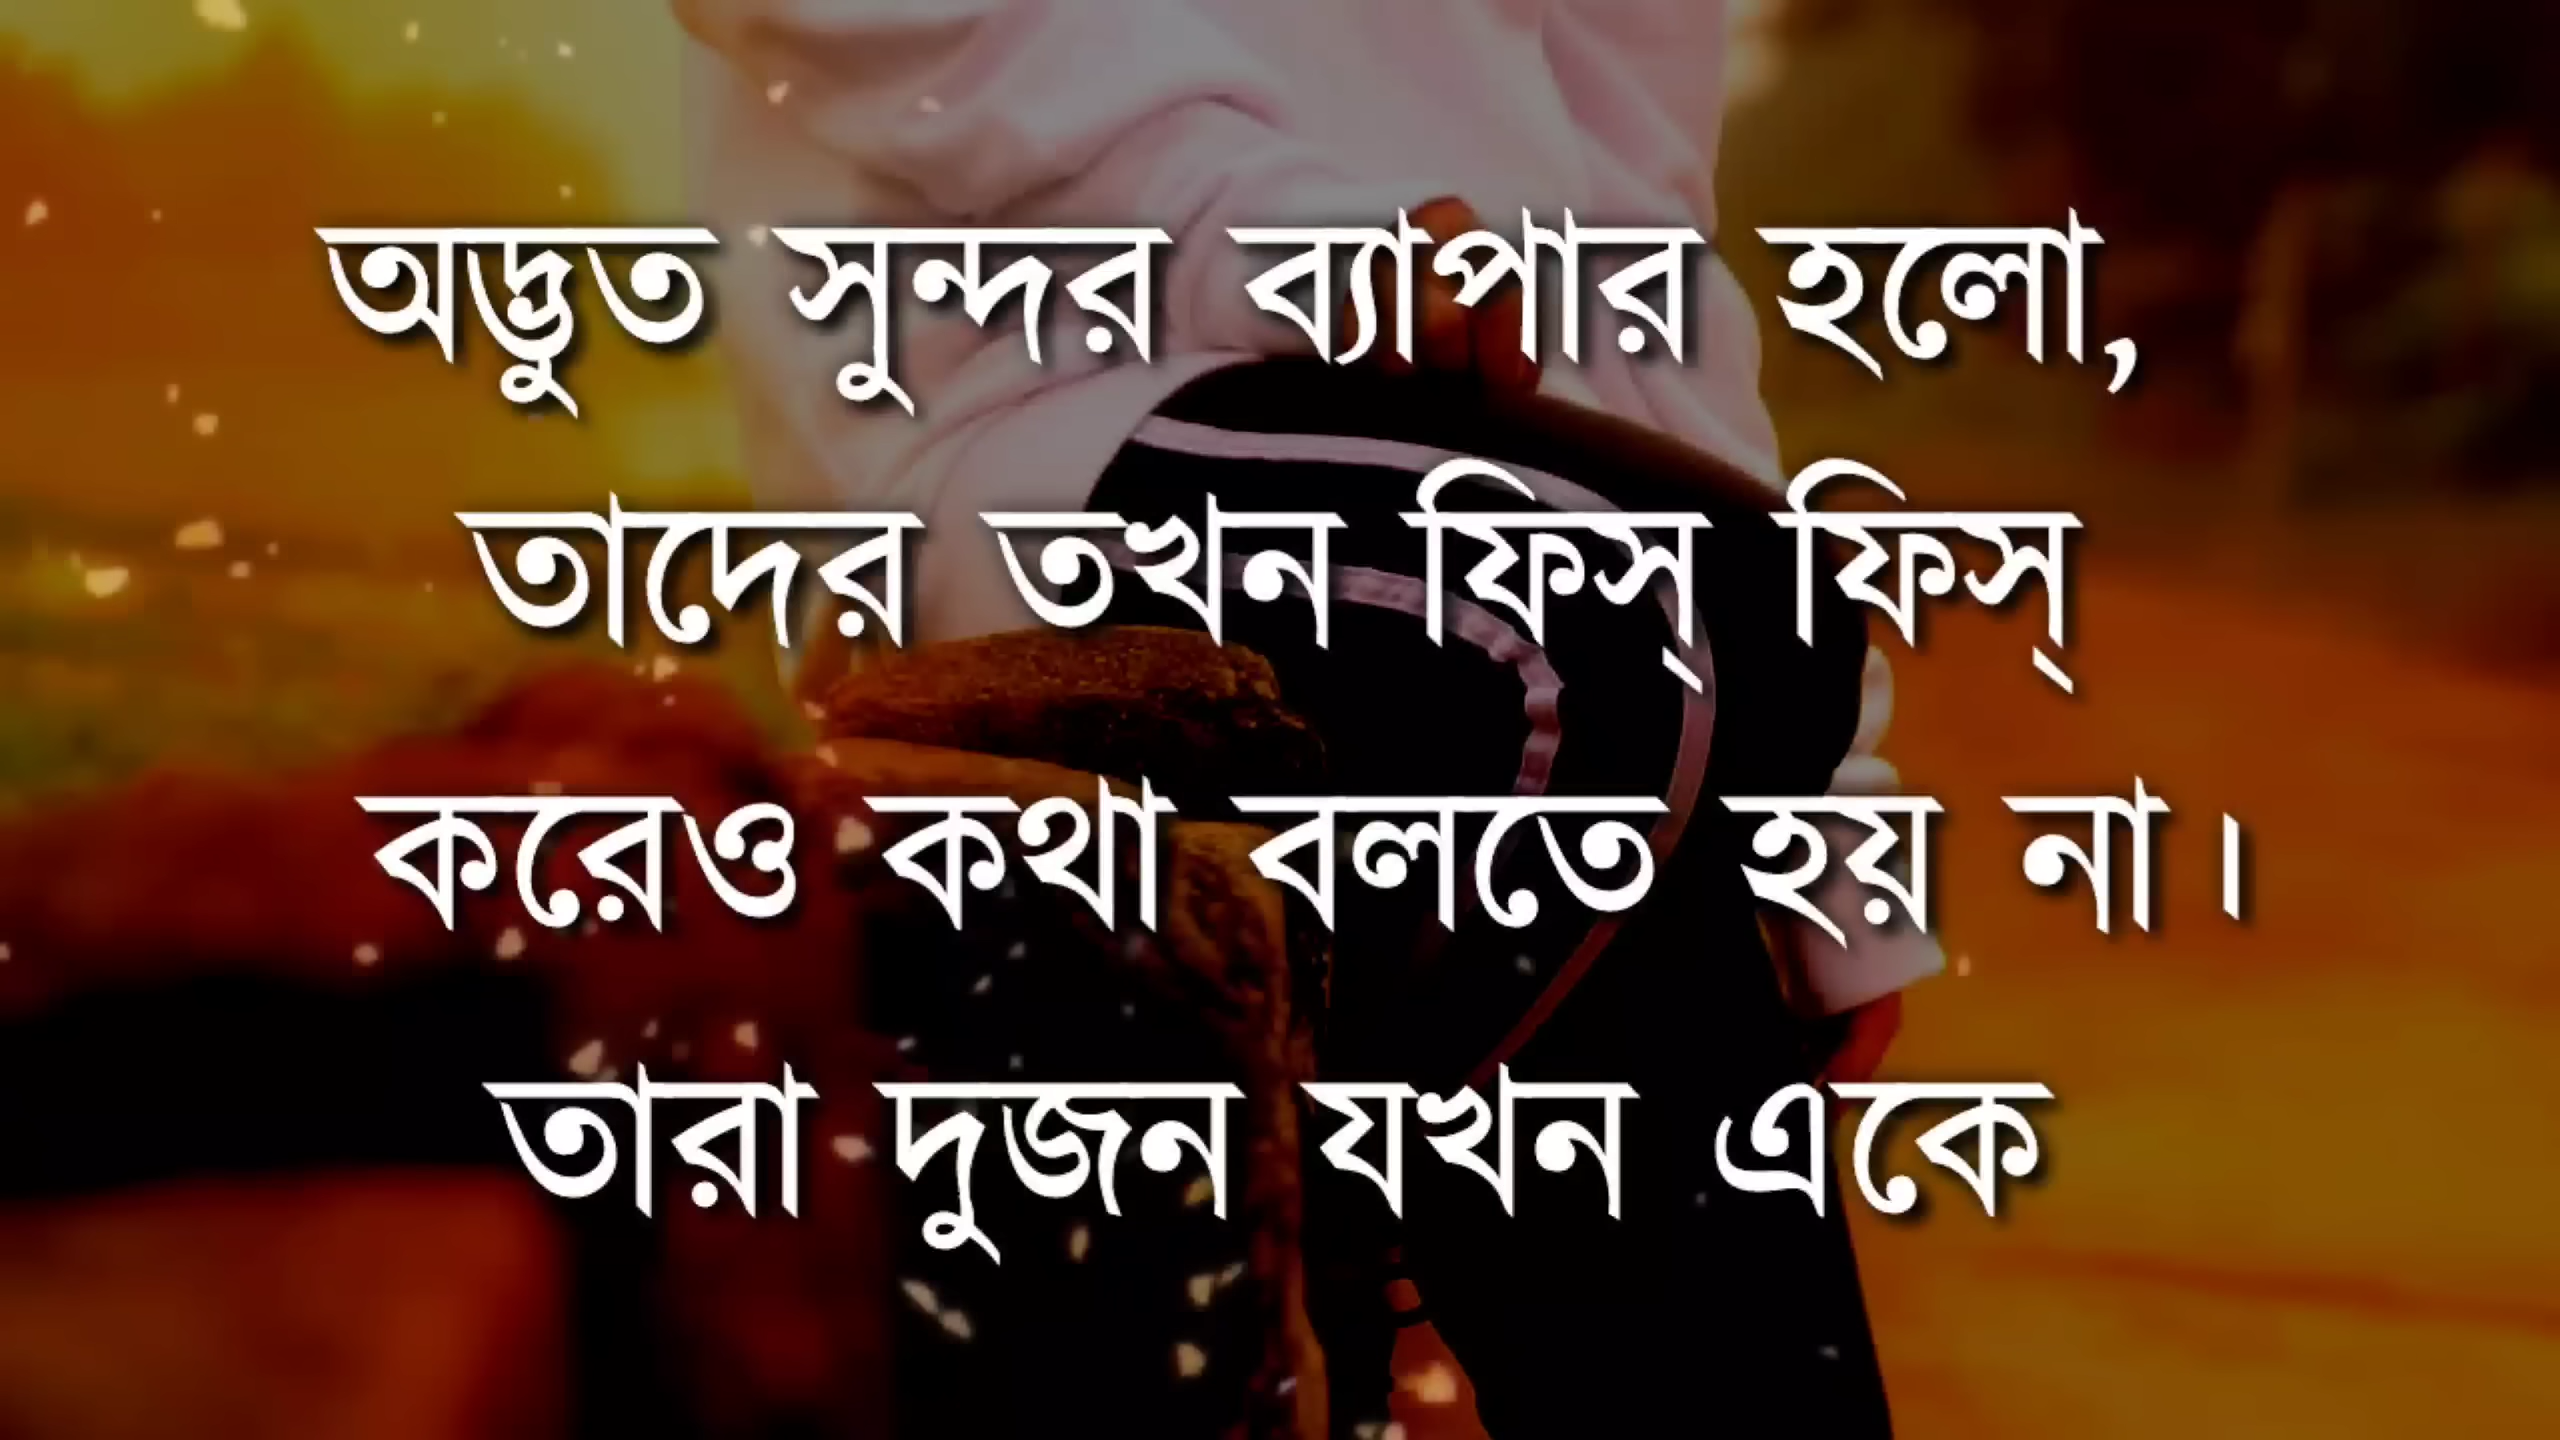 অদ্ভুত সুন্দর ব্যাপার হলো,
তাদের তখন ফিস্ ফিস্
করেও কথা বলতে হয় না।
তারা দুজন যখন একে